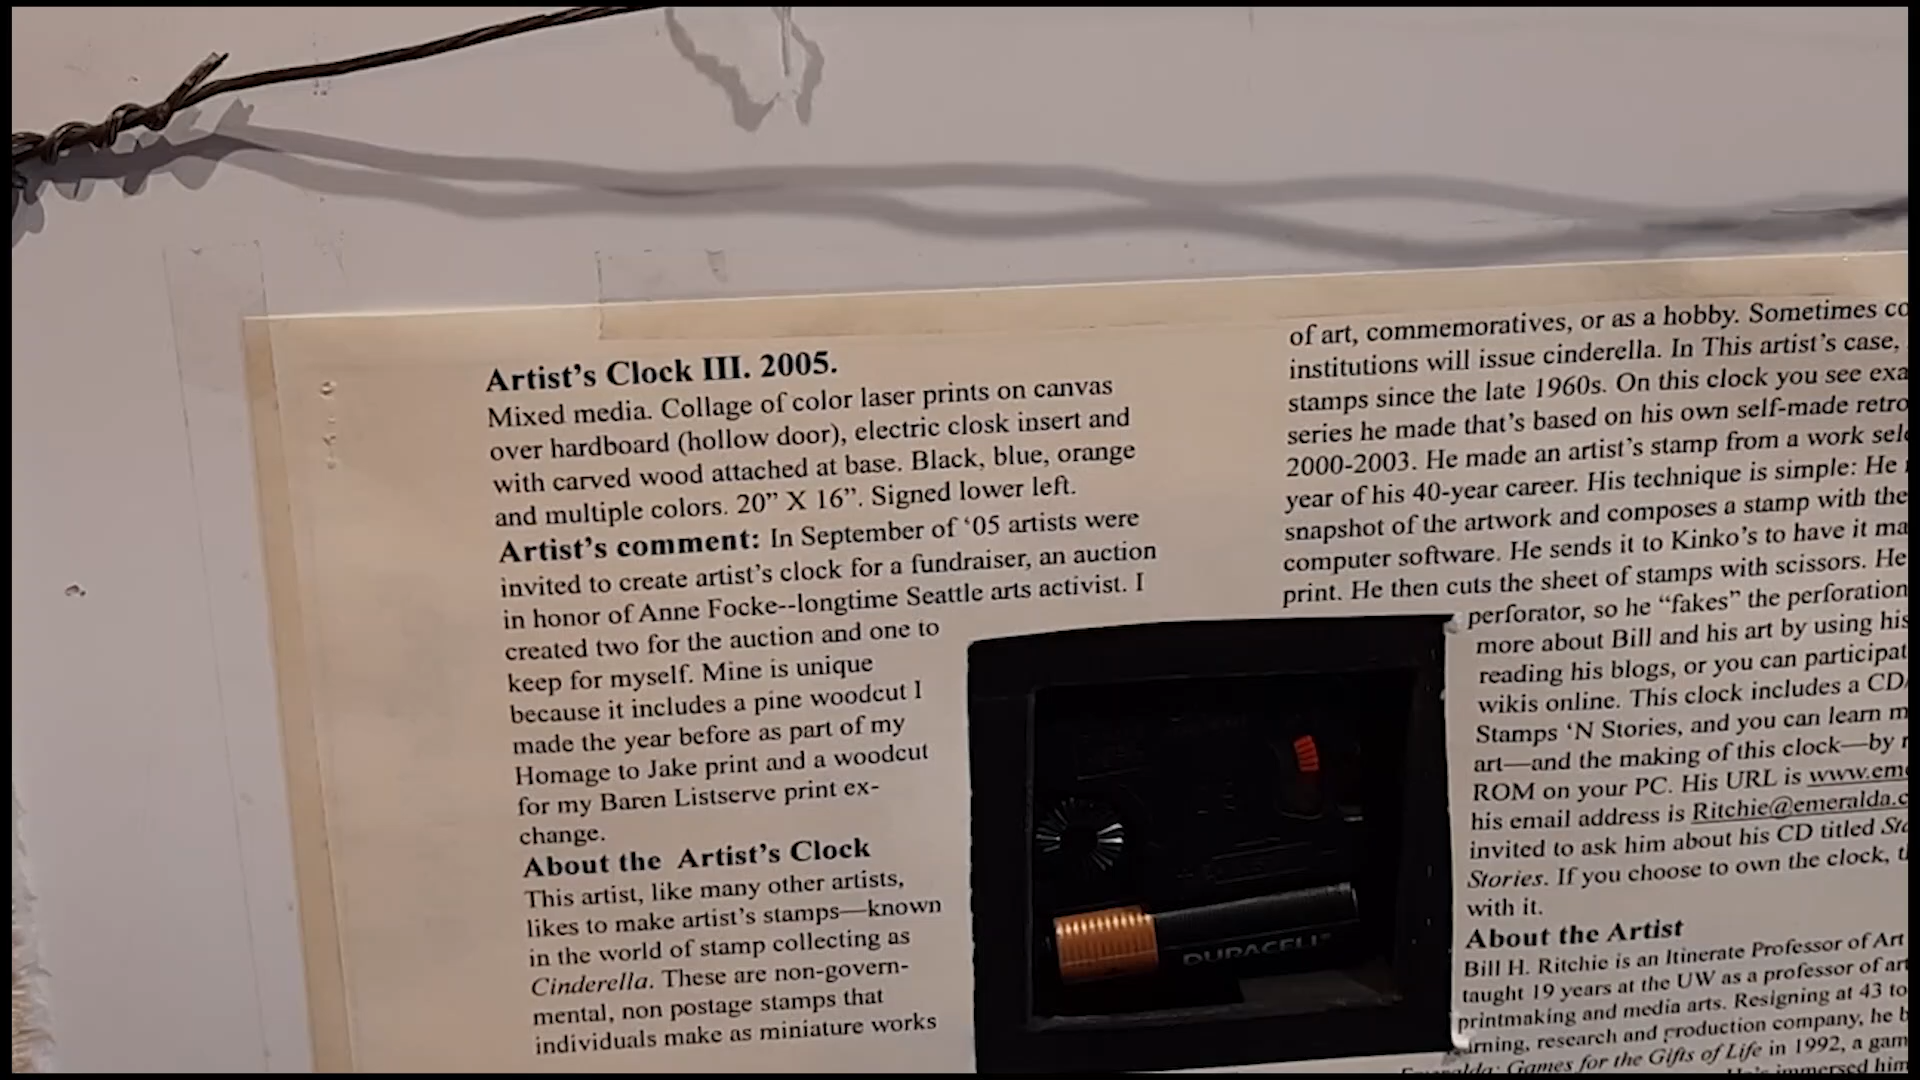 Artist's Clock III. 2005.
Mixed media. Collage of color laser prints on canvas
over hardboard (hollow door), electric closk insert and
with carved wood attached at base. Black, blue, orange
and multiple colors. 20” X 16”. Signed lower left.
Artist's comment: In September of ‘05 artists were
invited to create artist's clock for a fundraiser, an auction
in honor of Anne Focke--longtime Seattle arts activist. I
created two for the auction and one to
keep for myself. Mine is unique
because it includes a pine woodcut I
made the year before as part of my
Homage to Jake print and a woodcut
for my Baren Listserve print ex-
change.
About the Artist's Clock
This artist, like many other artists,
likes to make artist's stamps—known
in the world of stamp collecting as
Cinderella. These are non-govern-
mental, non postage stamps that
individuals make as miniature works
of art, commemoratives, or as a hobby. Sometimes
institutions will issue cinderella. In This artist's case,
stamps since the late 1960s. On this clock you see
series he made that's based on his own self-made
2000-2003. He made an artist's stamp from a work
year of his 40-year career. His technique is simple: He
snapshot of the artwork and composes a stamp with the
computer software. He sends it to Kinko's to have it
print. He then cuts the sheet of stamps with scissors. He
perforator, so he “fakes” the perforation
more about Bill and his art by using his
reading his blogs, or you can
wikis online. This clock includes a
Stamps ‘N Stories, and you can learn
art—and the making of this clock—by
ROM on your PC. His URL is
his email address is
invited to ask him about his CD titled
Stories. If you choose to own the clock,
with it.
About the Artist
Bill H. Ritchie is an Itinerate Professor of Art
taught 19 years at the UW as a professor of
printmaking and media arts. Resigning at 43 to
research and production company, he
Games for the Gifts of Life in 1992, a
immersed him
DURACELL